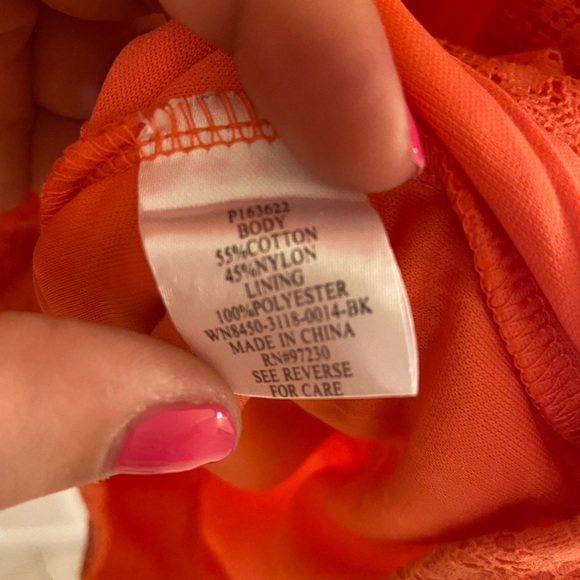 P163622
BODY
55%COTTON
45%NYLON
LINING
100%POLYESTER
WN8450-3118-0014-BK
MADE IN CHINA
RN#97230
SEE REVERSE
FOR CARE